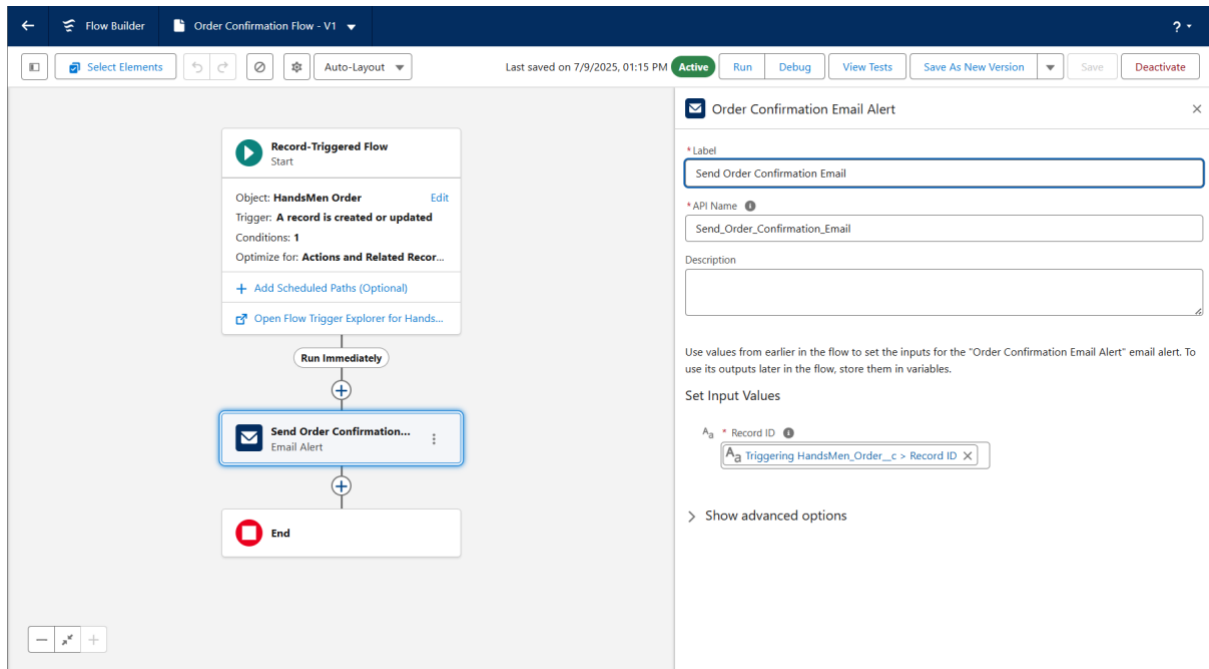 Flow Builder
Order Confirmation Flow - V1
?
Select Elements
Auto-Layout
Last saved on 7/9/2025, 01:15 PM
Active
Run
Debug
View Tests
Save As New Version
Save
Deactivate
Record-Triggered Flow
Start
Object: HandsMen Order
Edit
Trigger: A record is created or updated
Conditions: 1
Optimize for: Actions and Related Recor...
+ Add Scheduled Paths (Optional)
Open Flow Trigger Explorer for Hands...
Run Immediately
Send Order Confirmation...
Email Alert
End
Order Confirmation Email Alert
* Label
Send Order Confirmation Email
* API Name
Send_Order_Confirmation_Email
Description
Use values from earlier in the flow to set the inputs for the "Order Confirmation Email Alert" email alert. To
use its outputs later in the flow, store them in variables.
Set Input Values
Aa * Record ID
Aa Triggering HandsMen_Order__c > Record ID
Show advanced options